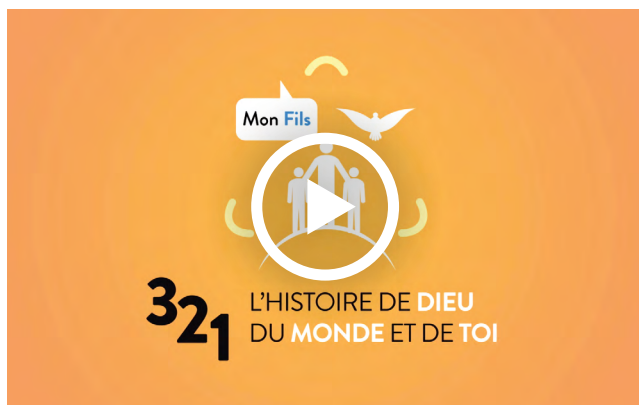 Mon Fils
321
L'HISTOIRE DE DIEU
DU MONDE ET DE TOI